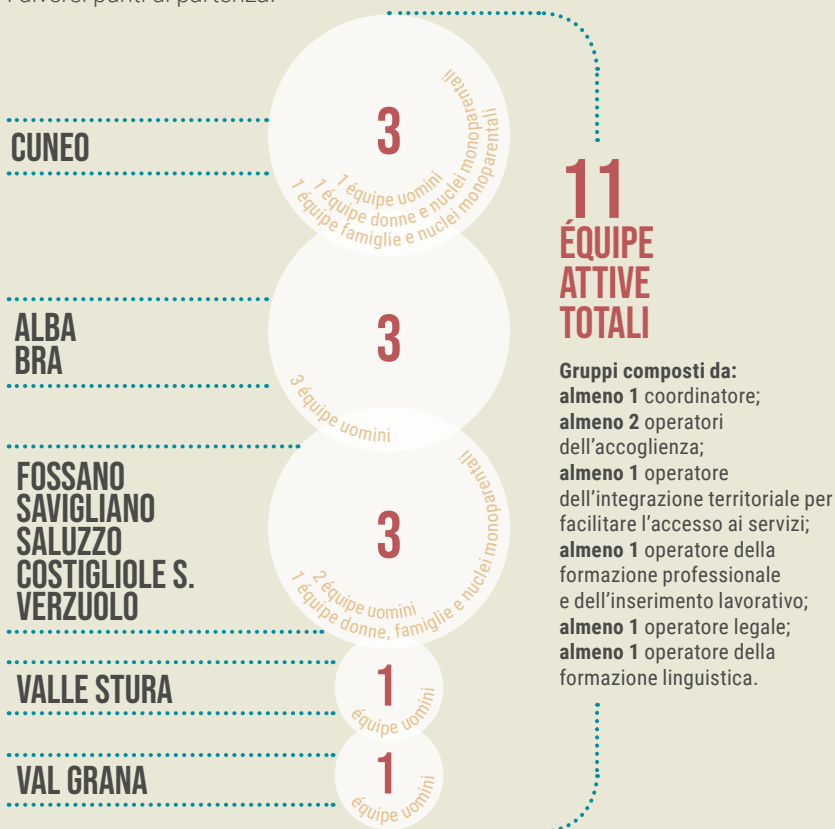 CUNEO
3
1 équipe uomini
1 équipe donne e nuclei monoparentali
1 équipe famiglie e nuclei monoparentali
ALBA
BRA
3
3 équipe uomini
FOSSANO
SAVIGLIANO
SALUZZO
COSTIGLIOLE S.
VERZUOLO
3
2 équipe uomini
1 équipe donne, famiglie e nuclei monoparentali
VALLE STURA
1
équipe uomini
VAL GRANA
1
équipe uomini
11
ÉQUIPE
ATTIVE
TOTALI
Gruppi composti da:
almeno 1 coordinatore;
almeno 2 operatori
dell'accoglienza;
almeno 1 operatore
dell'integrazione territoriale per
facilitare l'accesso ai servizi;
almeno 1 operatore della
formazione professionale
e dell'inserimento lavorativo;
almeno 1 operatore legale;
almeno 1 operatore della
formazione linguistica.